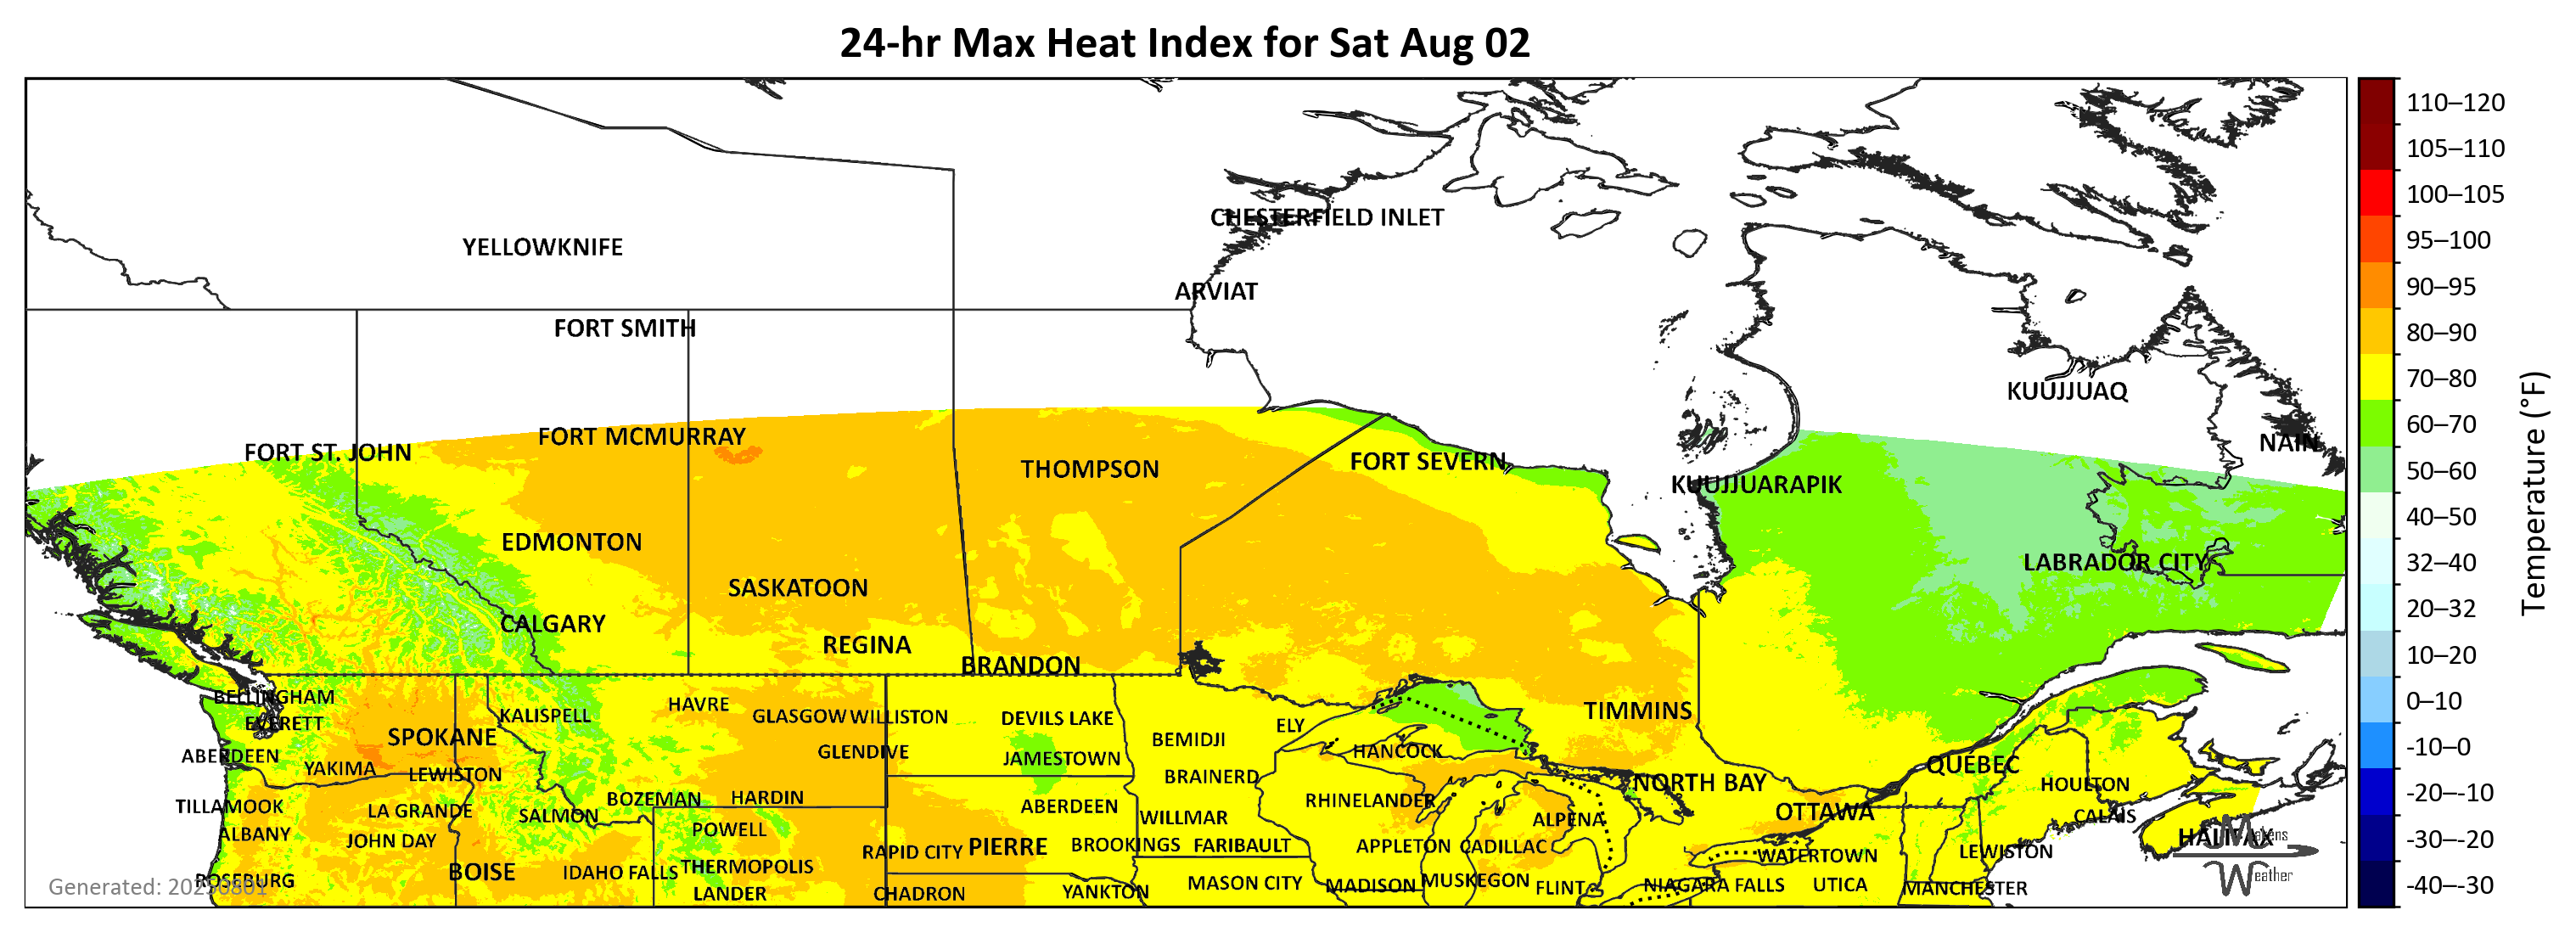 24-hr Max Heat Index for Sat Aug 02
110–120
105–110
100–105
95–100
90–95
80–90
70–80
60–70
50–60
40–50
32–40
20–32
10–20
0–10
-10–0
-20–-10
-30–-20
-40–-30
Temperature (°F)
CHESTERFIELD INLET
YELLOWKNIFE
ARVIAT
FORT SMITH
KUUJJUAQ
FORT MCMURRAY
NAIN
FORT ST. JOHN
FORT SEVERN
THOMPSON
KUUJJUARAPIK
EDMONTON
LABRADOR CITY
SASKATOON
CALGARY
REGINA
BRANDON
BELLINGHAM
HAVRE
TIMMINS
KALISPELL
GLASGOW
WILLISTON
DEVILS LAKE
EVERETT
ELY
SPOKANE
BEMIDJI
GLENDIVE
HANCOCK
ABERDEEN
JAMESTOWN
QUÉBEC
YAKIMA
LEWISTON
BRAINERD
NORTH BAY
HOULTON
BOZEMAN
HARDIN
RHINELANDER
TILLAMOOK
ABERDEEN
LA GRANDE
SALMON
WILLMAR
OTTAWA
CALAIS
ALPENA
ALBANY
POWELL
JOHN DAY
PIERRE
BROOKINGS
FARIBAULT
APPLETON
CADILLAC
HALIFAX
RAPID CITY
WATERTOWN
LEWISTON
THERMOPOLIS
BOISE
IDAHO FALLS
ROSEBURG
MASON CITY
MADISON
MUSKEGON
FLINT
NIAGARA FALLS
UTICA
MANCHESTER
LANDER
CHADRON
YANKTON
Generated: 20250801
Makens
Weather